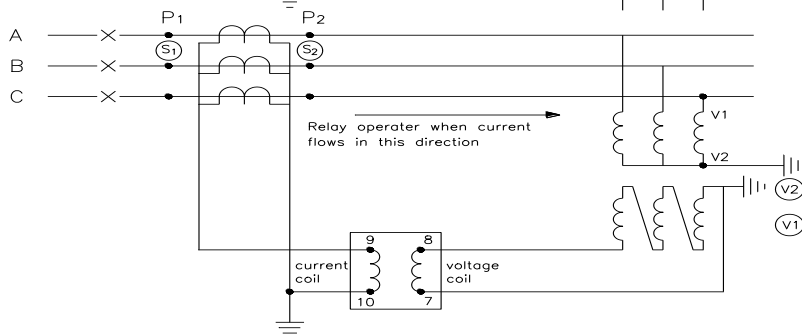 P1 P2
A
S1 S2
B
C
V1
Relay operater when current
flows in this direction
V2
V2
V1
9 8
current
coil
voltage
coil
10 7